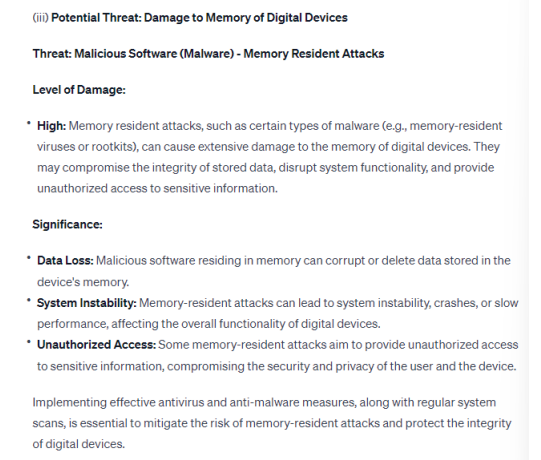 (iii) Potential Threat: Damage to Memory of Digital Devices
Threat: Malicious Software (Malware) - Memory Resident Attacks
Level of Damage:
• High: Memory resident attacks, such as certain types of malware (e.g., memory-resident
viruses or rootkits), can cause extensive damage to the memory of digital devices. They
may compromise the integrity of stored data, disrupt system functionality, and provide
unauthorized access to sensitive information.
Significance:
• Data Loss: Malicious software residing in memory can corrupt or delete data stored in the
device's memory.
• System Instability: Memory-resident attacks can lead to system instability, crashes, or slow
performance, affecting the overall functionality of digital devices.
• Unauthorized Access: Some memory-resident attacks aim to provide unauthorized access
to sensitive information, compromising the security and privacy of the user and the device.
Implementing effective antivirus and anti-malware measures, along with regular system
scans, is essential to mitigate the risk of memory-resident attacks and protect the integrity
of digital devices.